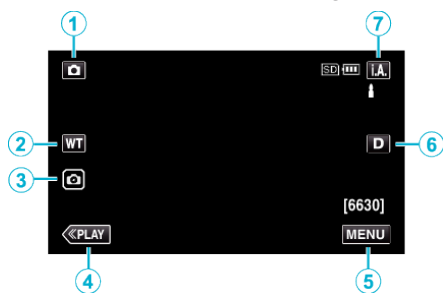 ① ⑦
SD i.A.
② WT D ⑥
③
[6630]
≪PLAY MENU
④ ⑤